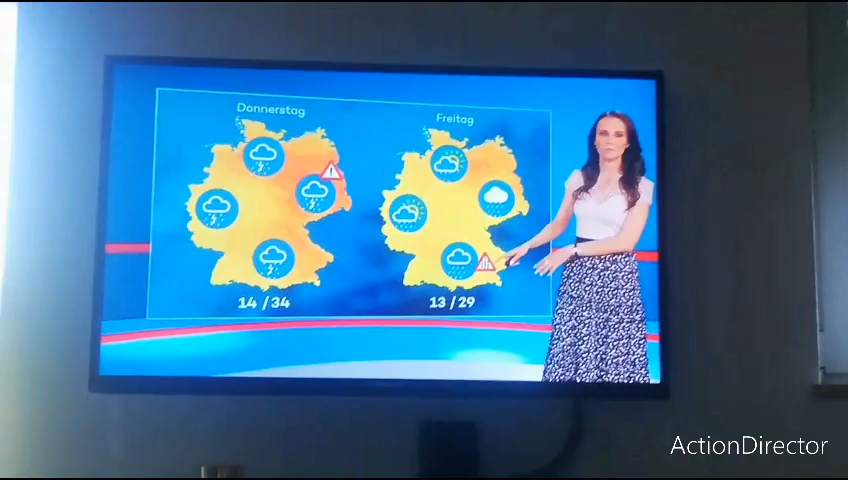 Donnerstag
Freitag
!
14 / 34
13 / 29
ActionDirector